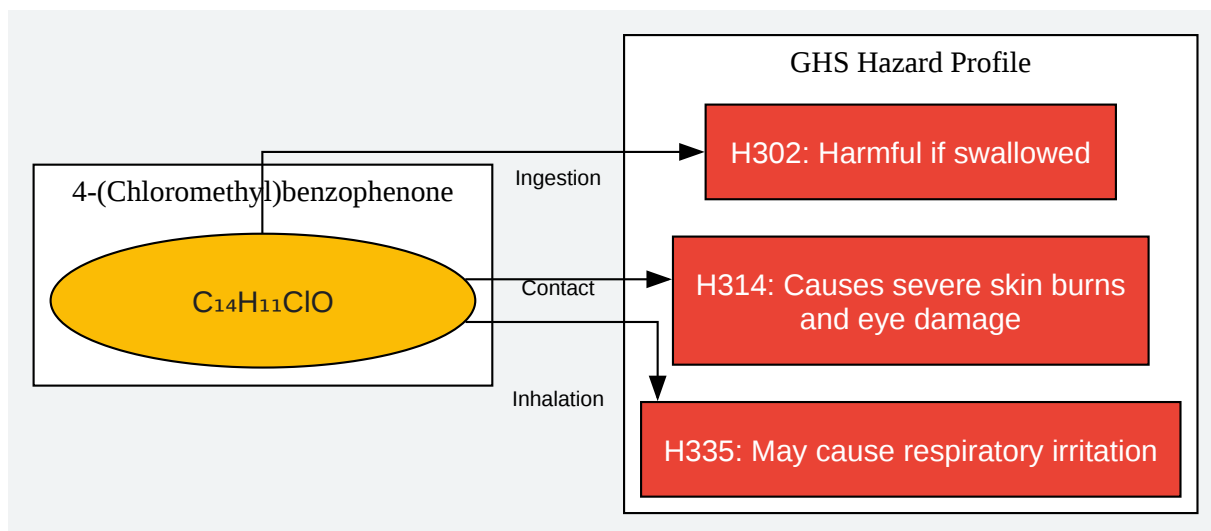 GHS Hazard Profile
H302: Harmful if swallowed
Ingestion
4-(Chloromethyl)benzophenone
C₁₄H₁₁ClO
Contact
H314: Causes severe skin burns
and eye damage
Inhalation
H335: May cause respiratory irritation